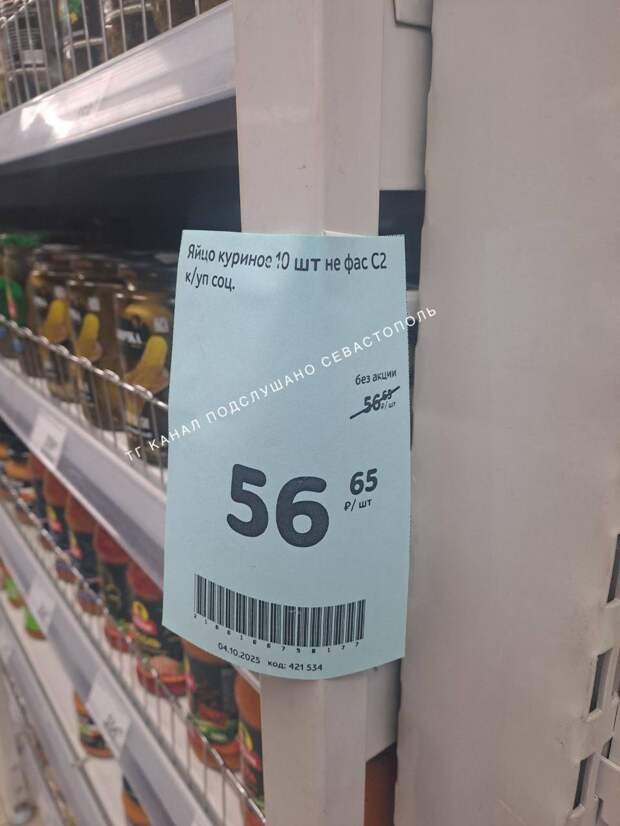 Яйцо куриное 10 шт не фас С2
к/уп соц.
ТГ КАНАЛ ПОДСЛУШАНО СЕВАСТОПОЛЬ
без акции
56 65
₽/шт
56 65
₽/шт
04.10.2025 код: 421 534